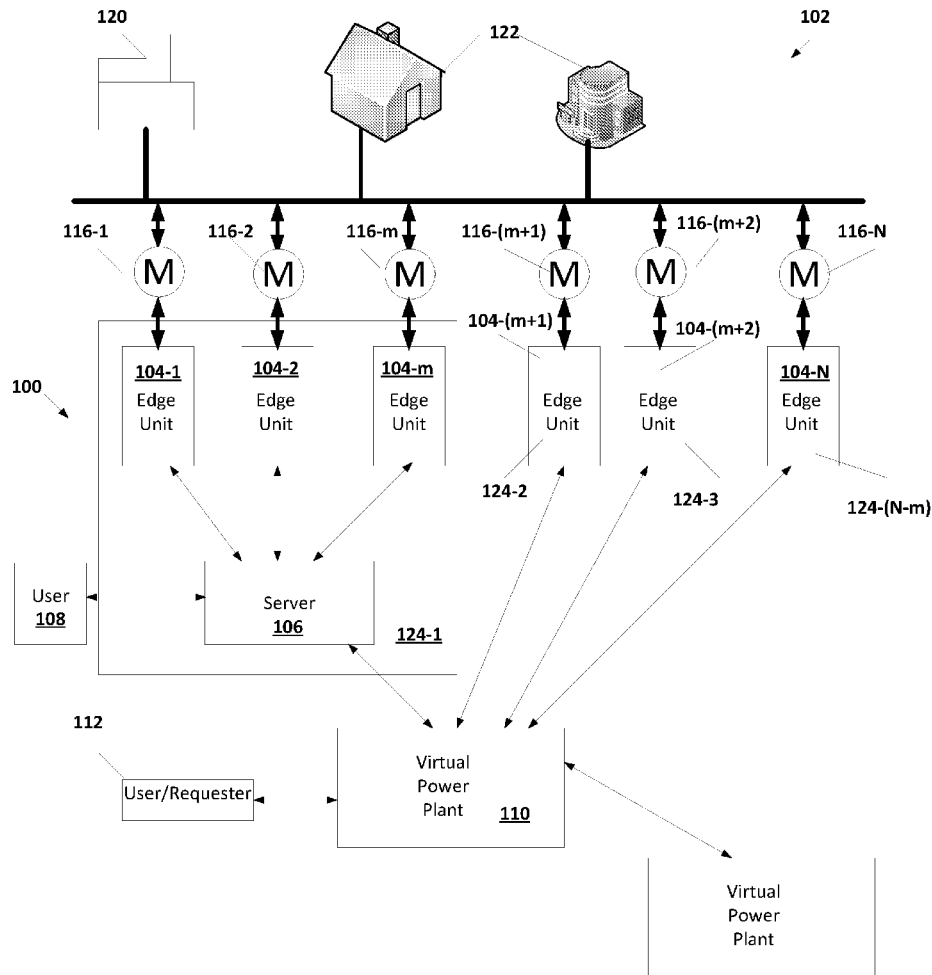 120
122
102
116-1
116-2
116-m
116-(m+1)
116-(m+2)
116-N
M
M
M
M
M
M
104-(m+1)
104-(m+2)
100
104-1
Edge
Unit
104-2
Edge
Unit
104-m
Edge
Unit
Edge
Unit
Edge
Unit
104-N
Edge
Unit
124-2
124-3
124-(N-m)
User
108
Server
106
124-1
112
User/Requester
Virtual
Power
Plant
110
Virtual
Power
Plant